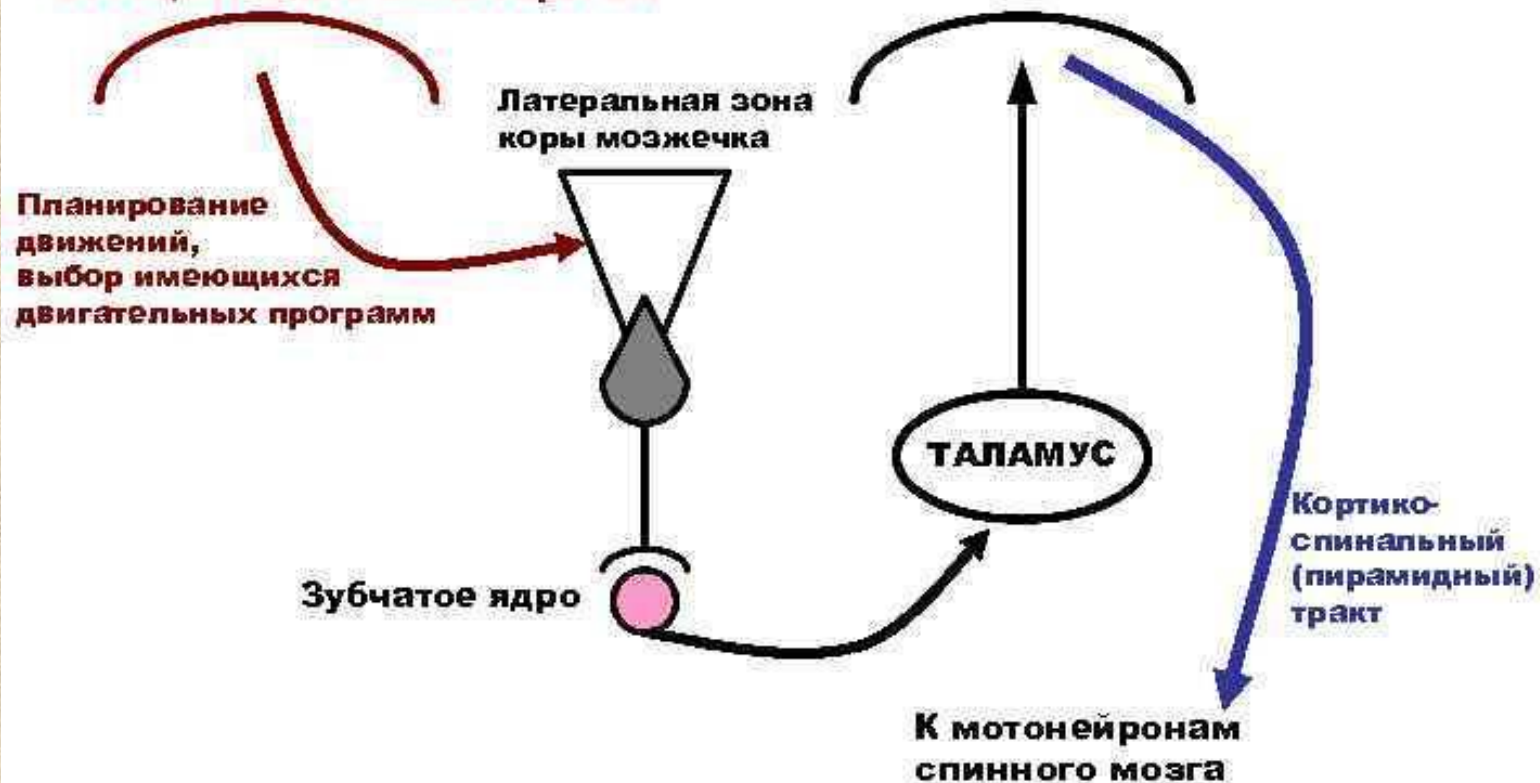 Латеральная зона
коры мозжечка
Планирование
движений,
выбор имеющихся
двигательных программ
ТАЛАМУС
Кортико-
спинальный
(пирамидный)
тракт
Зубчатое ядро
К мотонейронам
спинного мозга